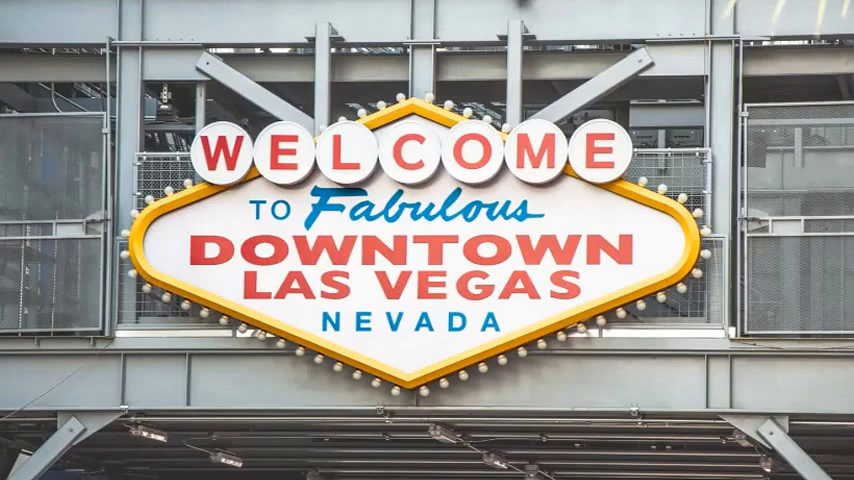 WELCOME
TO Fabulous
DOWNTOWN
LAS VEGAS
NEVADA